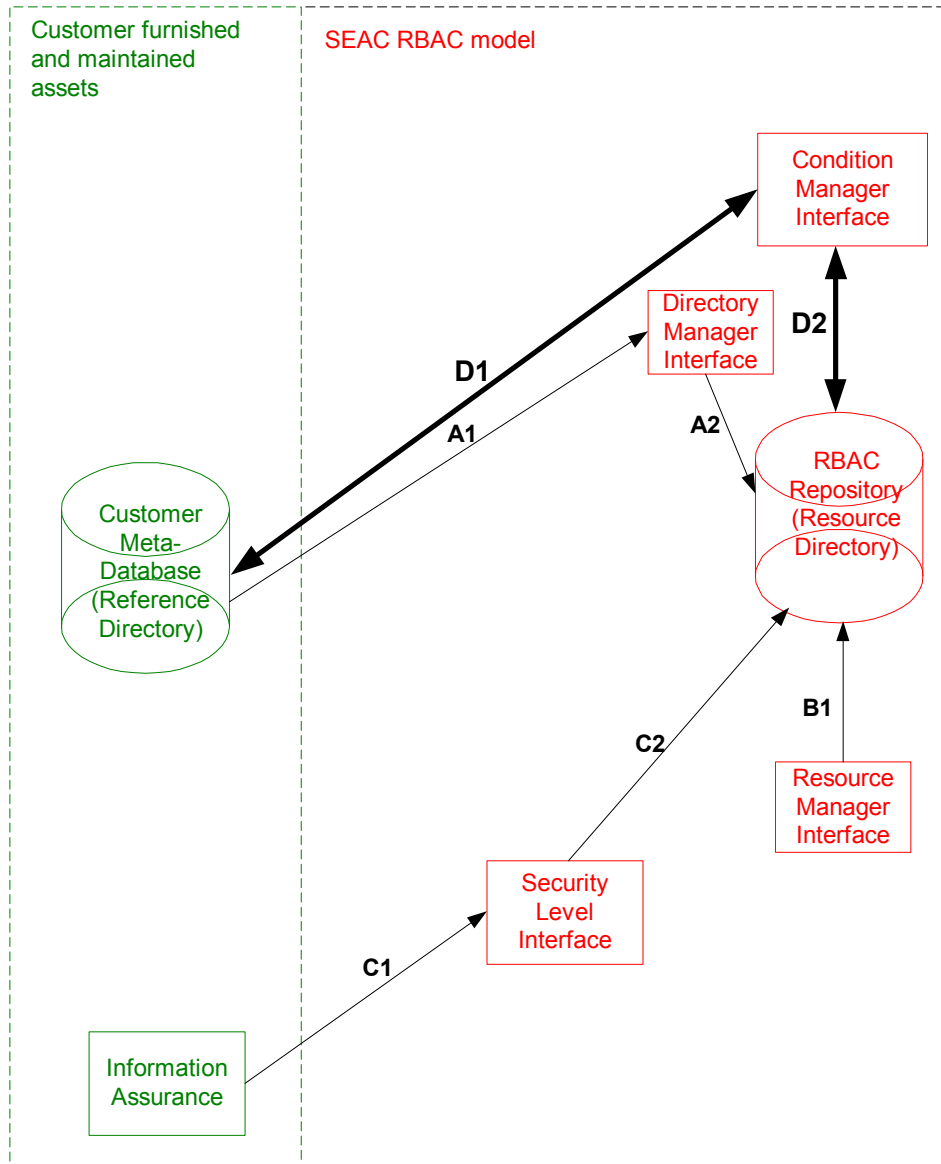 Customer furnished
and maintained
assets
SEAC RBAC model
Condition
Manager
Interface
Directory
Manager
Interface
D2
D1
A1
A2
RBAC
Repository
(Resource
Directory)
Customer
Meta-
Database
(Reference
Directory)
B1
C2
Resource
Manager
Interface
Security
Level
Interface
C1
Information
Assurance